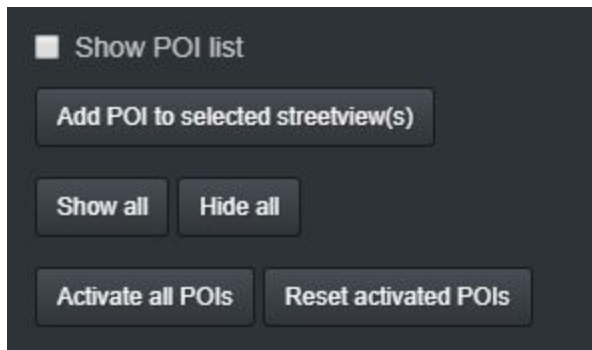 Show POI list
Add POI to selected streetview(s)
Show all Hide all
Activate all POIs Reset activated POIs